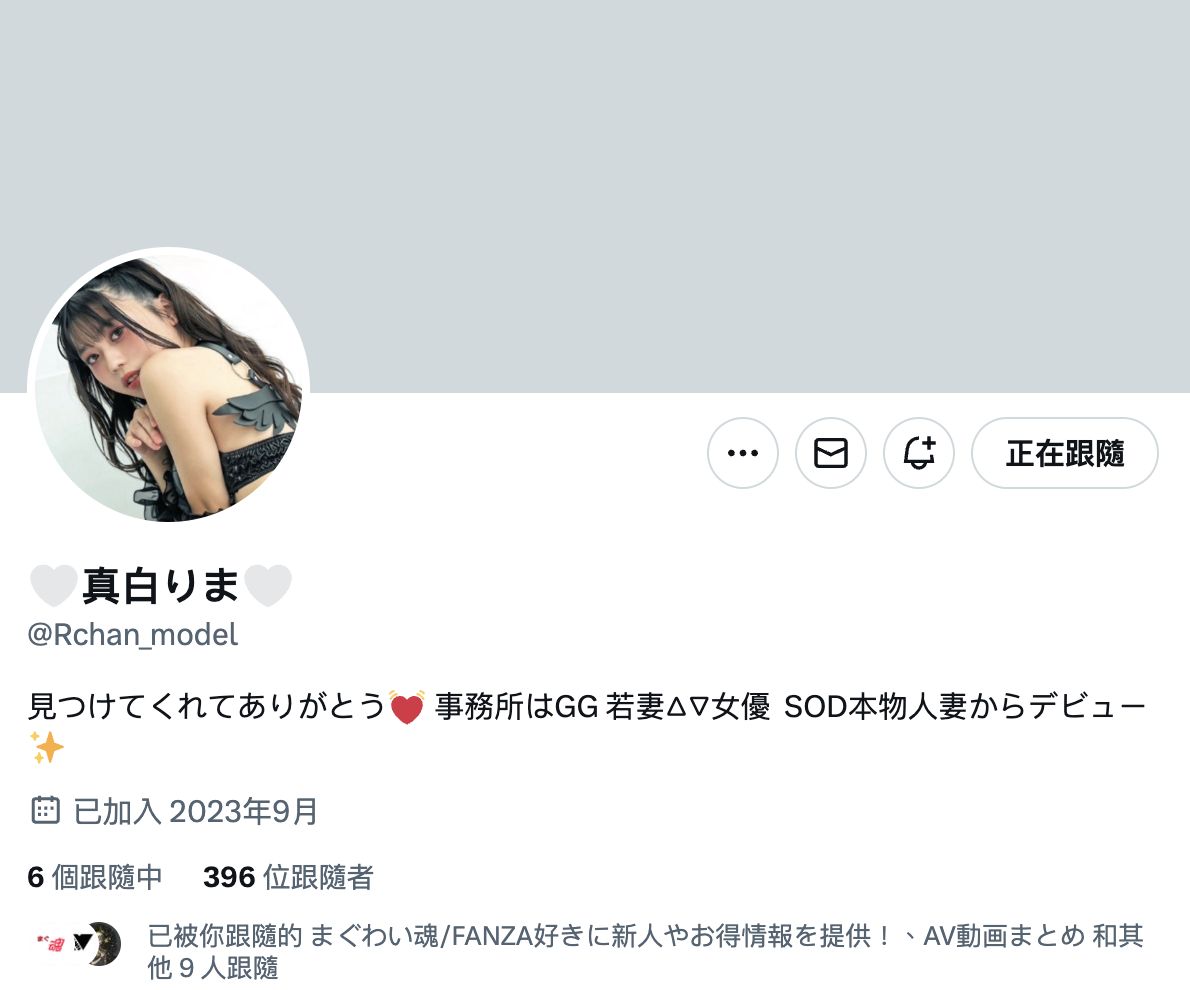 正在跟隨
🤍真白りま🤍
@Rchan_model
見つけてくれてありがとう💓 事務所はGG 若妻△▽女優 SOD本物人妻からデビュー
✨
已加入 2023年9月
6 個跟隨中 396 位跟隨者
已被你跟隨的 まぐわい魂/FANZA好きに新人やお得情報を提供！、AV動画まとめ 和其
他 9 人跟隨